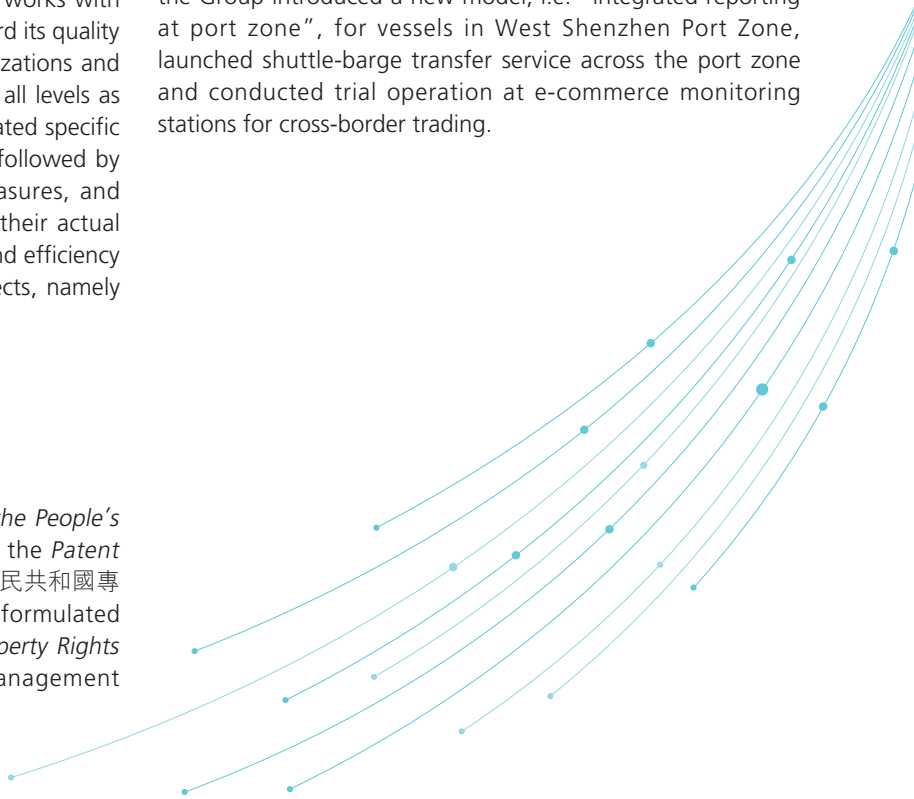 works with
rd its quality
zations and
all levels as
ated specific
followed by
asures, and
their actual
nd efficiency
ects, namely
the People's
the Patent
民共和國專
formulated
perty Rights
anagement
the Group introduced a new model, i.e. "integrated reporting
at port zone", for vessels in West Shenzhen Port Zone,
launched shuttle-barge transfer service across the port zone
and conducted trial operation at e-commerce monitoring
stations for cross-border trading.